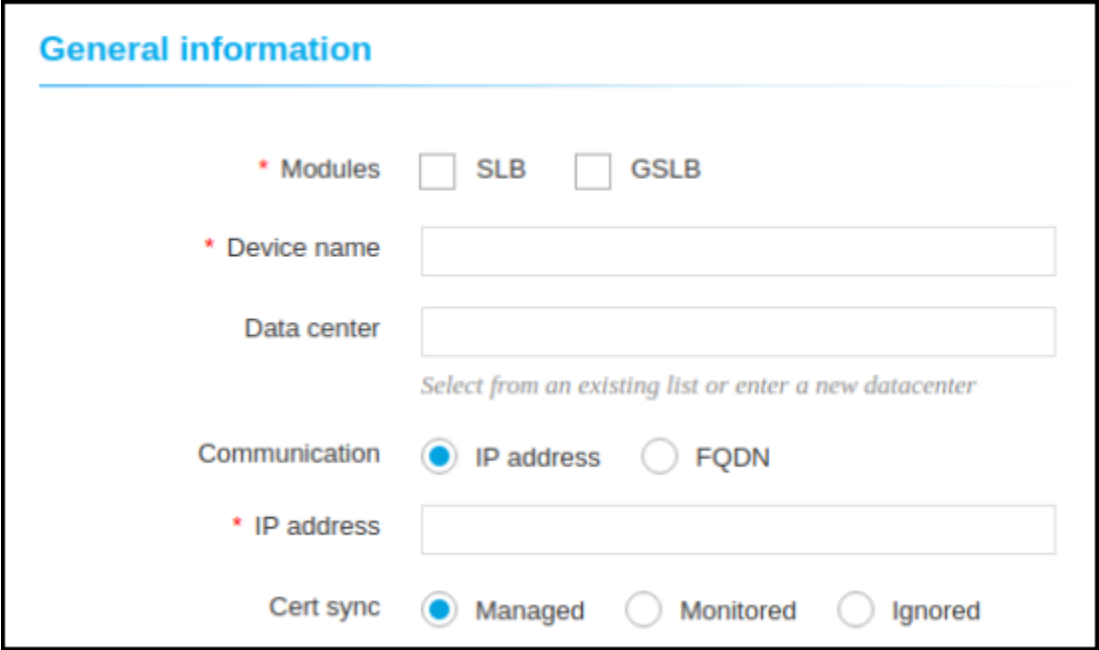 General information
* Modules SLB GSLB
* Device name
Data center
Select from an existing list or enter a new datacenter
Communication IP address FQDN
* IP address
Cert sync Managed Monitored Ignored